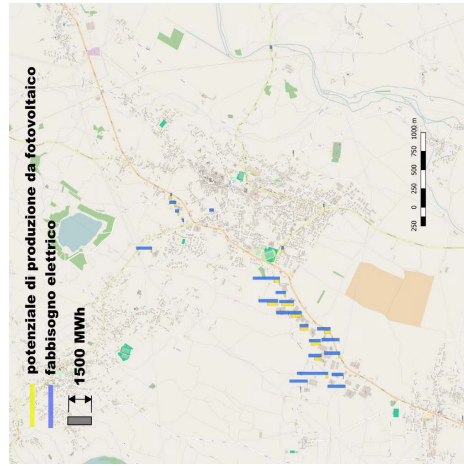 potenziale di produzione da fotovoltaico
fabbisogno elettrico
1500 MWh
250 0 250 500 750 1000 m